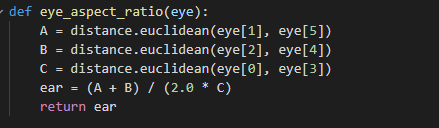 def eye_aspect_ratio(eye):
    A = distance.euclidean(eye[1], eye[5])
    B = distance.euclidean(eye[2], eye[4])
    C = distance.euclidean(eye[0], eye[3])
    ear = (A + B) / (2.0 * C)
    return ear